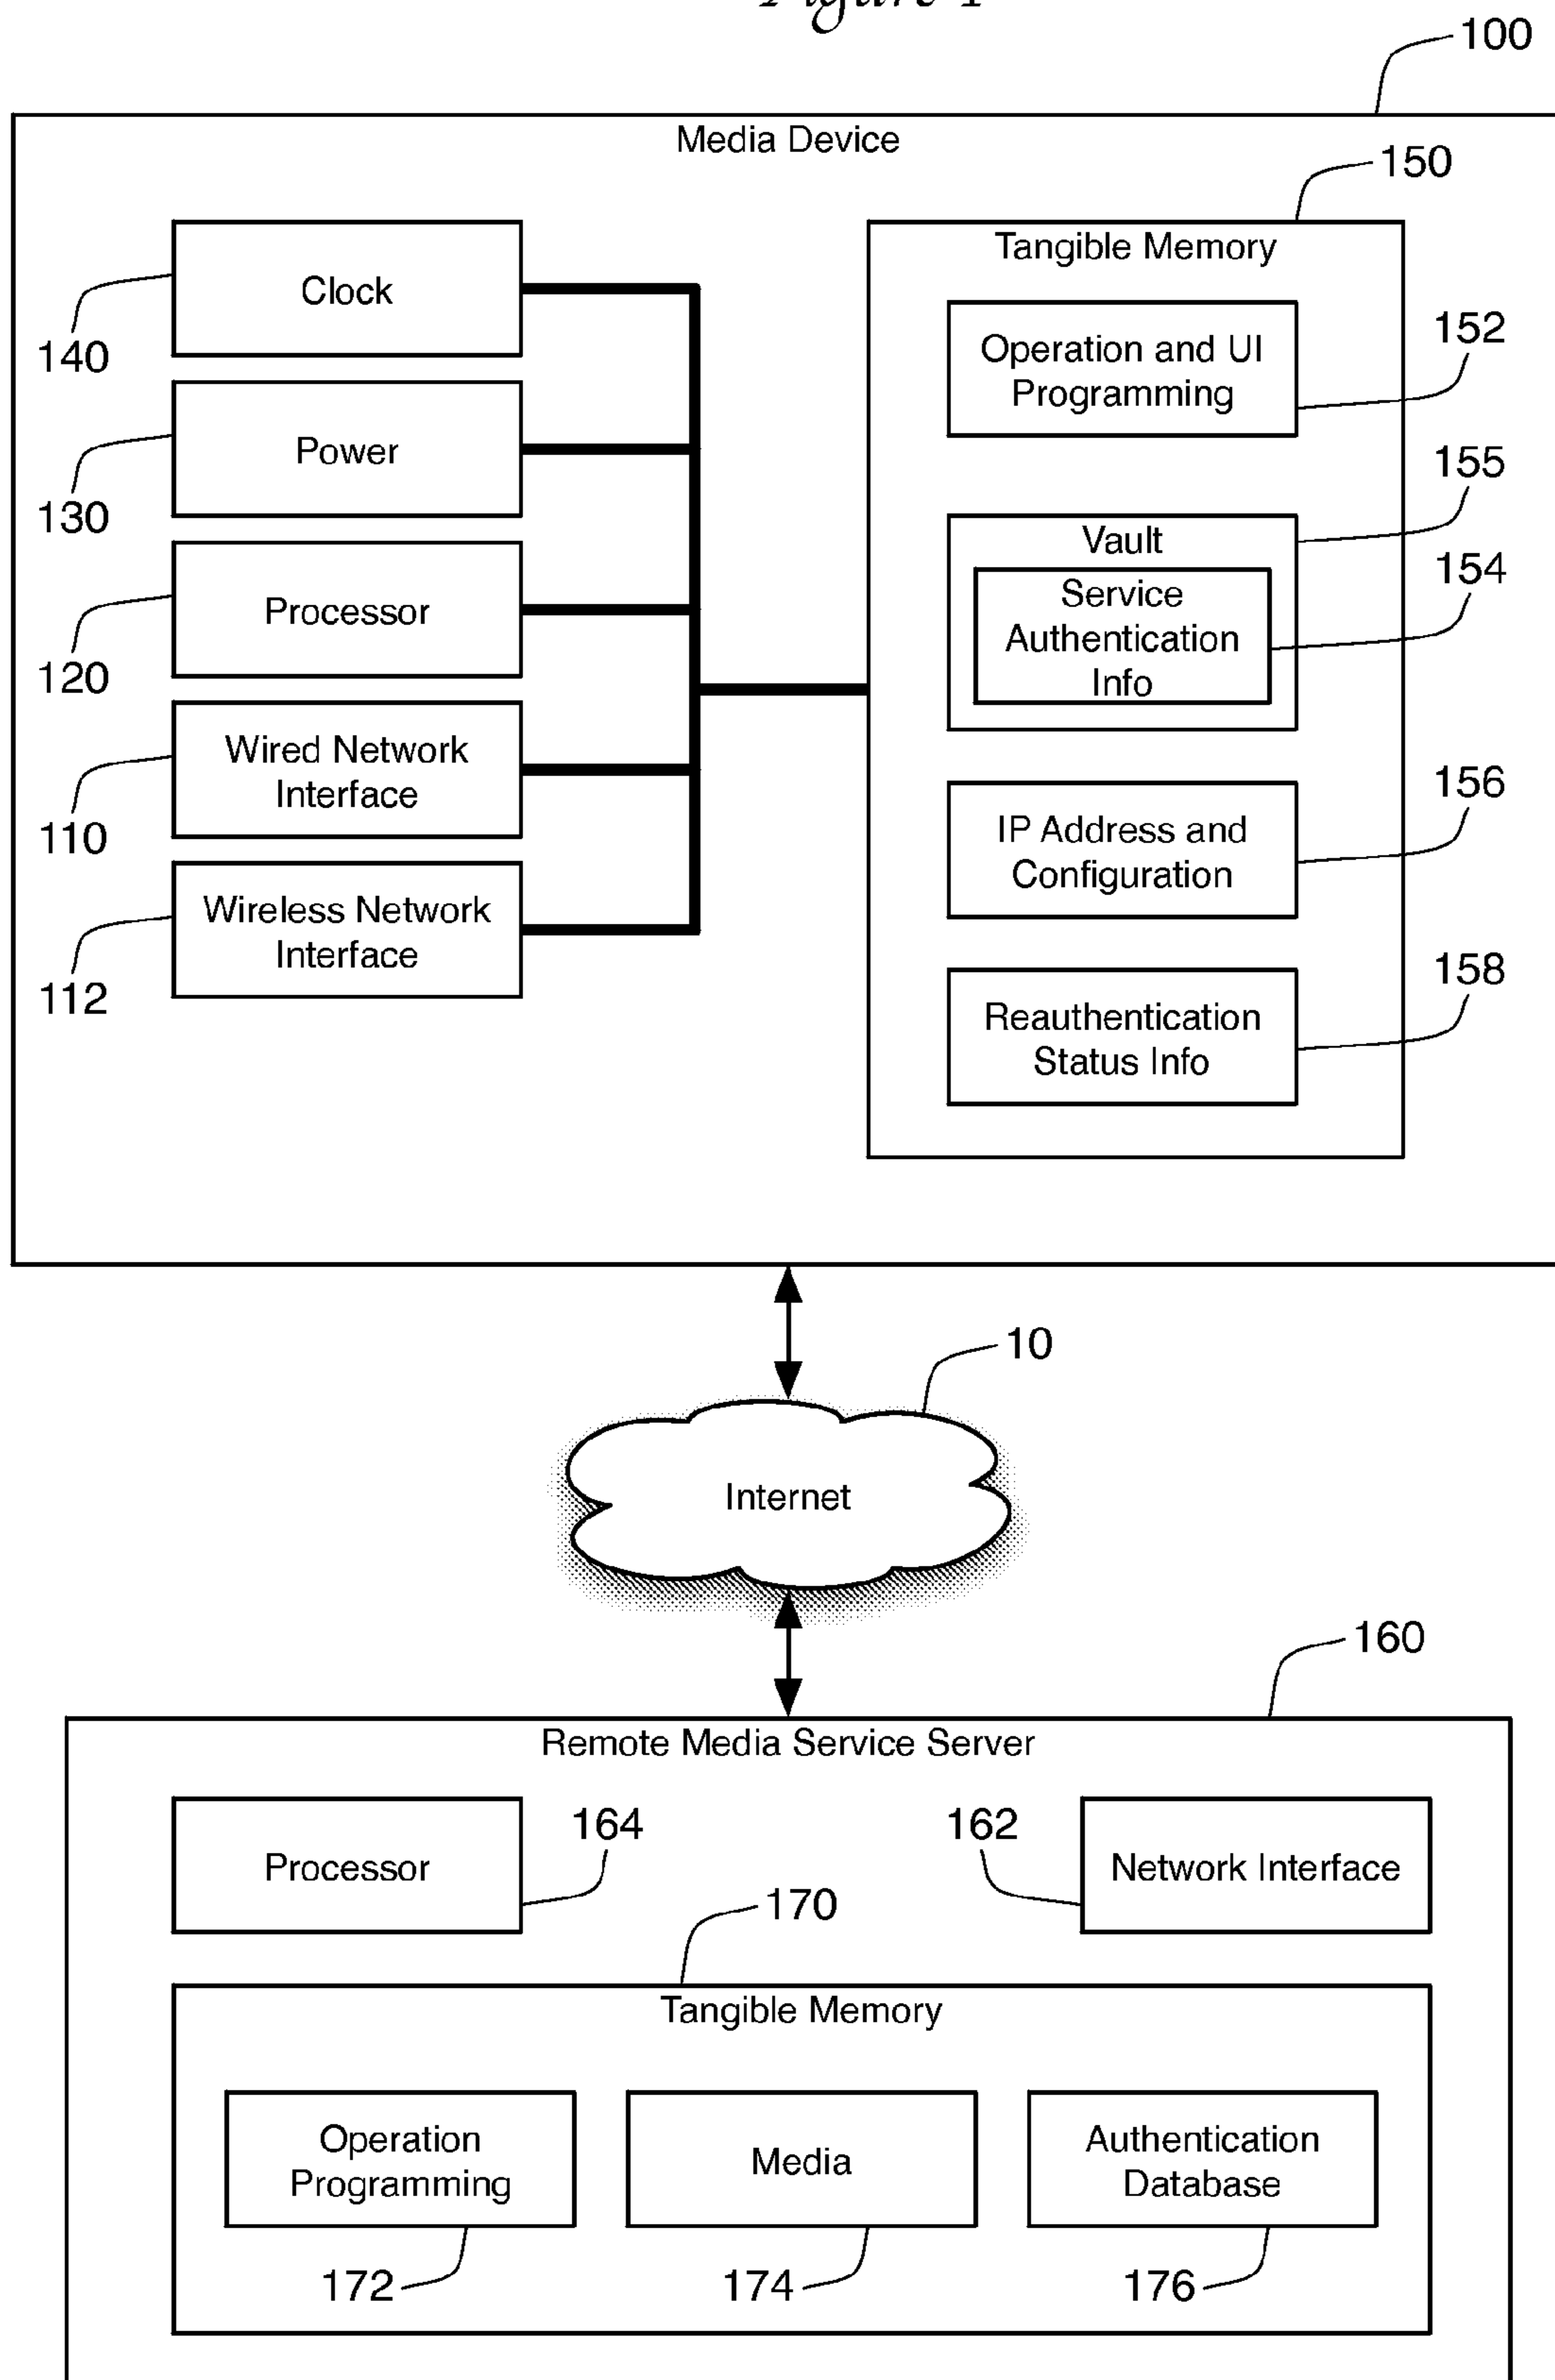 Figure 1
100
Media Device
150
Tangible Memory
Clock
140
Operation and UI
Programming
152
Power
130
Vault
155
Service
Authentication
Info
154
Processor
120
Wired Network
Interface
110
IP Address and
Configuration
156
Wireless Network
Interface
112
Reauthentication
Status Info
158
10
Internet
160
Remote Media Service Server
Processor
164
162
Network Interface
170
Tangible Memory
Operation
Programming
Media
Authentication
Database
172
174
176